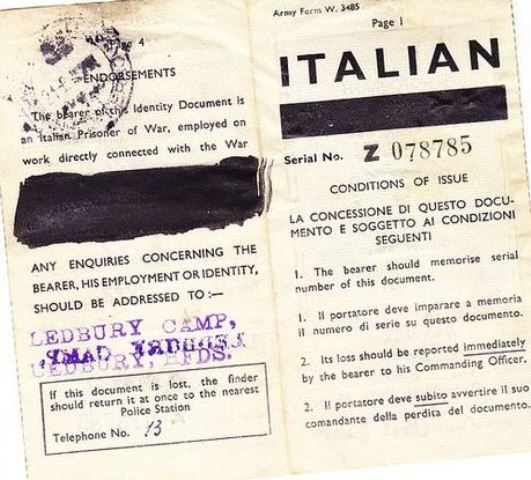 Page 4
ENDORSEMENTS
The bearer of this Identity Document is
an Italian Prisoner of War, employed on
work directly connected with the War
ANY ENQUIRIES CONCERNING THE
BEARER, HIS EMPLOYMENT OR IDENTITY,
SHOULD BE ADDRESSED TO :—
LEDBURY CAMP,
LEDBURY, HFDS.
If this document is lost, the finder
should return it at once to the nearest
Police Station
Telephone No. 13
Army Form W. 3485
Page 1
ITALIAN
Serial No. Z 078785
CONDITIONS OF ISSUE
LA CONCESSIONE DI QUESTO DOCU-
MENTO E SOGGETTO AI CONDIZIONI
SEGUENTI
1. The bearer should memorise serial
number of this document.
1. Il portatore deve imparare a memoria
il numero di serie su questo documento.
2. Its loss should be reported immediately
by the bearer to his Commanding Officer.
2. Il portatore deve subito avvertire il suo
comandante della perdita del documento.